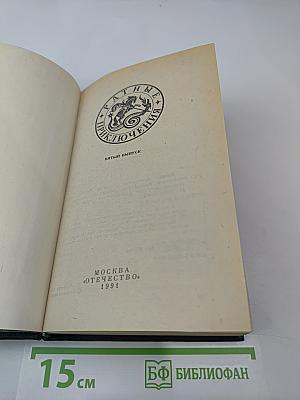 РАТНЫЕ
ПРИКЛЮЧЕНИЯ
ПЯТЫЙ ВЫПУСК
МОСКВА
«ОТЕЧЕСТВО»
1991
15 см
БФ БИБЛИОФАН